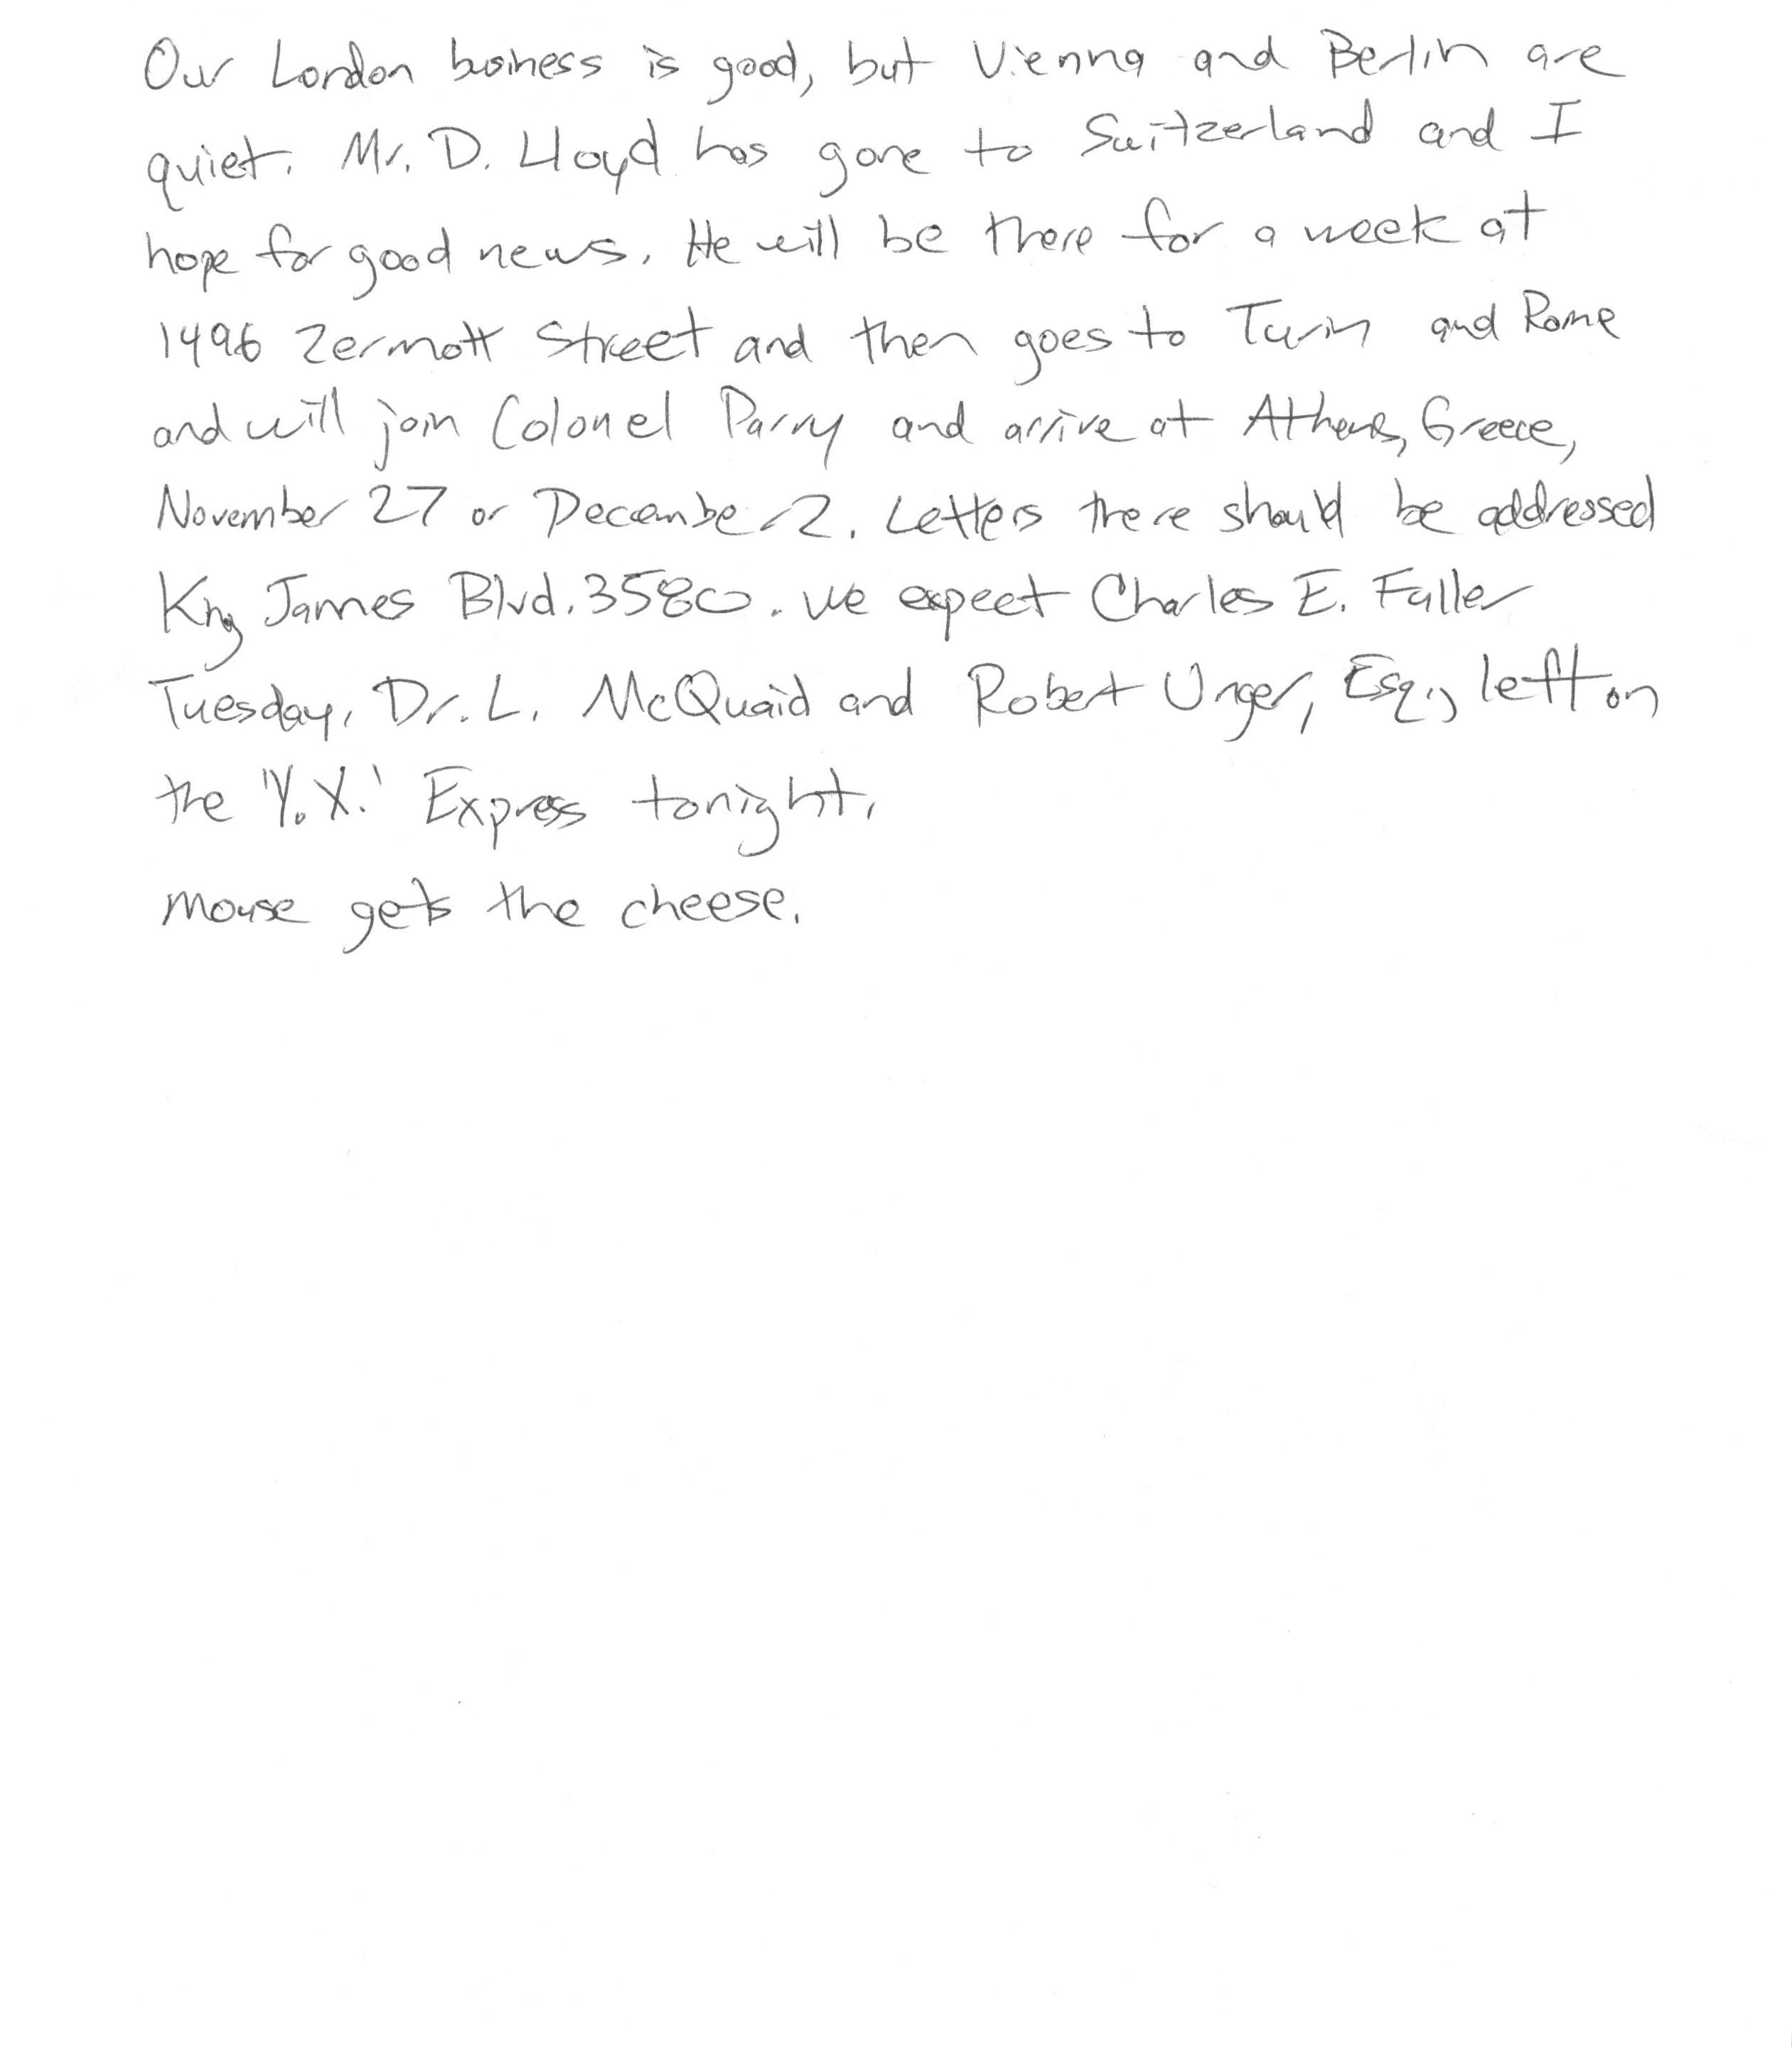 Our London business is good, but Vienna and Berlin are
quiet. Mr. D. Lloyd has gone to Switzerland and I
hope for good news. He will be there for a week at
1496 Zermott Street and then goes to Turin and Rome
and will join Colonel Parry and arrive at Athens, Greece,
November 27 or December 2. Letters there should be addressed
King James Blvd. 3580. We expect Charles E. Fuller
Tuesday. Dr. L. McQuaid and Robert Unger, Esq., left on
the 'Y.X.' Express tonight.
Mouse gets the cheese.